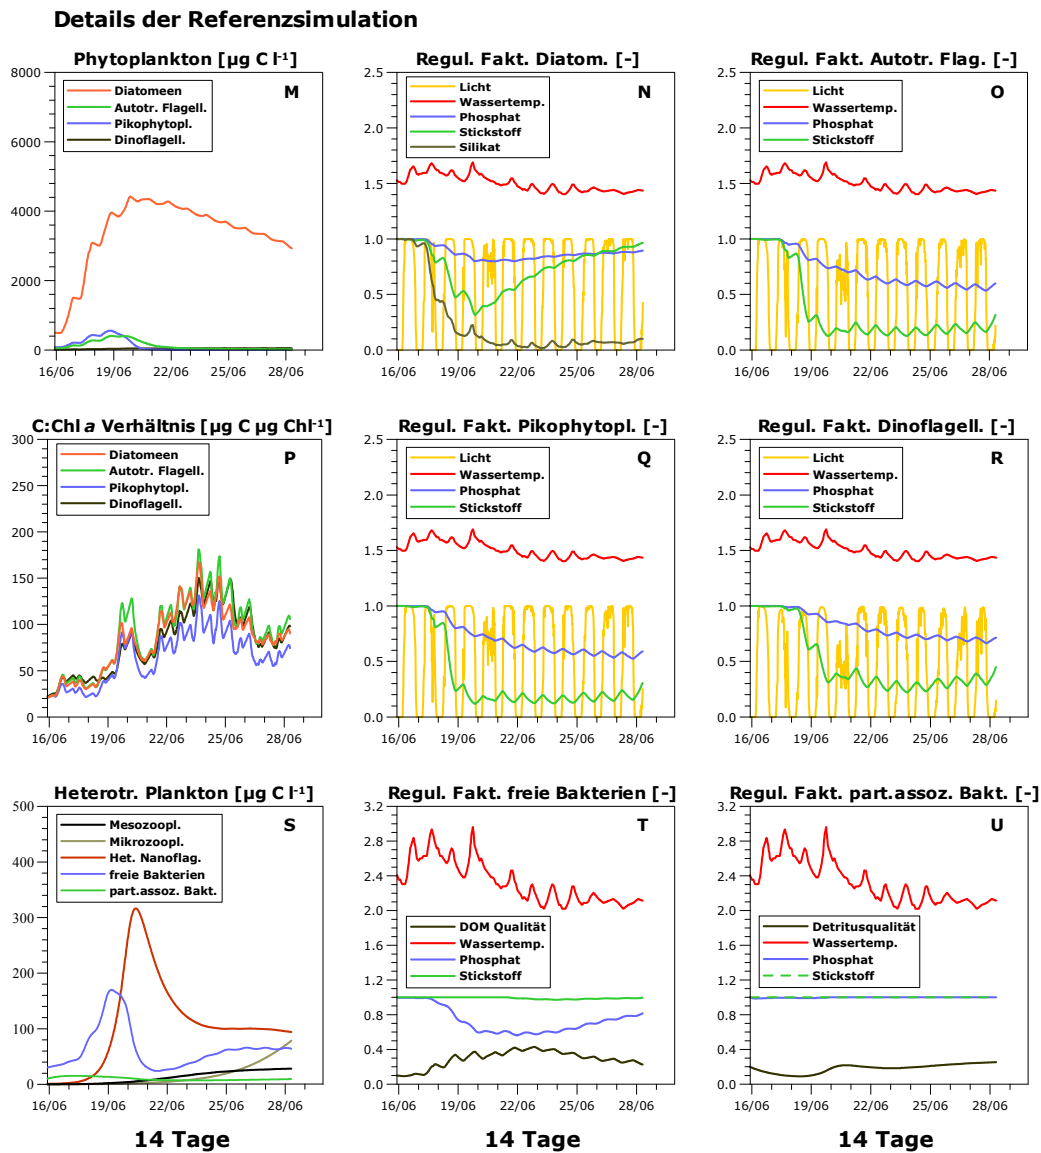 Details der Referenzsimulation
Phytoplankton [µg C l-1]
8000
6000
4000
2000
0
Diatomeen
Autotr. Flagell.
Pikophytopl.
Dinoflagell.
M
16/06 19/06 22/06 25/06 28/06
Regul. Fakt. Diatom. [-]
2.5
2.0
1.5
1.0
0.5
0.0
Licht
Wassertemp.
Phosphat
Stickstoff
Silikat
N
16/06 19/06 22/06 25/06 28/06
Regul. Fakt. Autotr. Flag. [-]
2.5
2.0
1.5
1.0
0.5
0.0
Licht
Wassertemp.
Phosphat
Stickstoff
O
16/06 19/06 22/06 25/06 28/06
C:Chl a Verhältnis [µg C µg Chl-1]
300
250
200
150
100
50
0
Diatomeen
Autotr. Flagell.
Pikophytopl.
Dinoflagell.
P
16/06 19/06 22/06 25/06 28/06
Regul. Fakt. Pikophytopl. [-]
2.5
2.0
1.5
1.0
0.5
0.0
Licht
Wassertemp.
Phosphat
Stickstoff
Q
16/06 19/06 22/06 25/06 28/06
Regul. Fakt. Dinoflagell. [-]
2.5
2.0
1.5
1.0
0.5
0.0
Licht
Wassertemp.
Phosphat
Stickstoff
R
16/06 19/06 22/06 25/06 28/06
Heterotr. Plankton [µg C l-1]
500
400
300
200
100
0
Mesozoopl.
Mikrozoopl.
Het. Nanoflag.
freie Bakterien
part.assoz. Bakt.
S
16/06 19/06 22/06 25/06 28/06
14 Tage
Regul. Fakt. freie Bakterien [-]
3.2
2.8
2.4
2.0
1.6
1.2
0.8
0.4
0.0
DOM Qualität
Wassertemp.
Phosphat
Stickstoff
T
16/06 19/06 22/06 25/06 28/06
14 Tage
Regul. Fakt. part.assoz. Bakt. [-]
3.2
2.8
2.4
2.0
1.6
1.2
0.8
0.4
0.0
Detritusqualität
Wassertemp.
Phosphat
Stickstoff
U
16/06 19/06 22/06 25/06 28/06
14 Tage